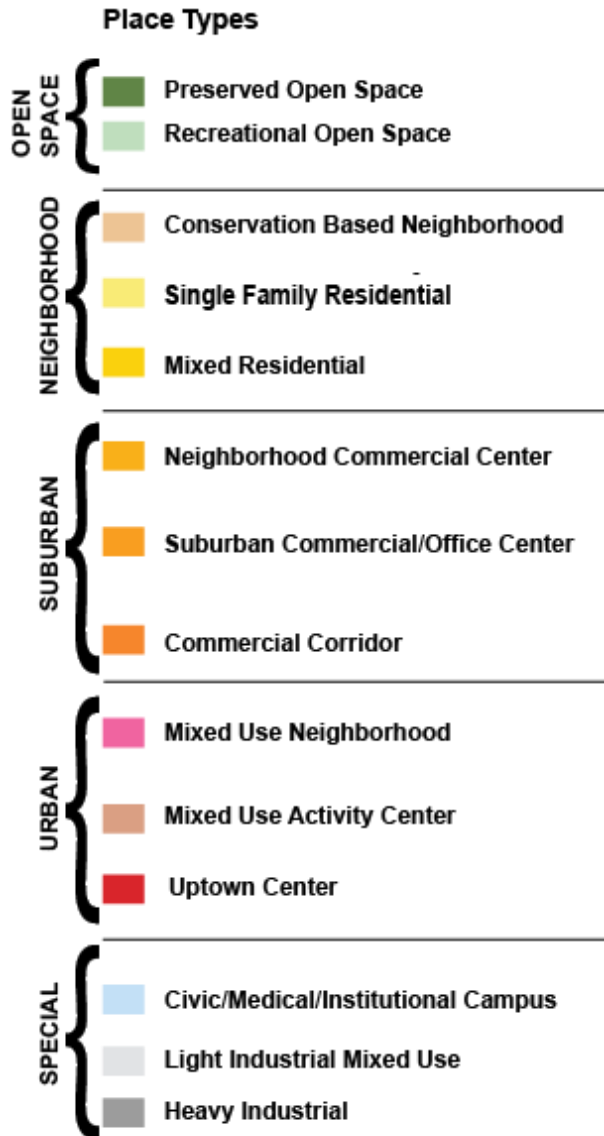 Place Types
OPEN
SPACE
Preserved Open Space
Recreational Open Space
NEIGHBORHOOD
Conservation Based Neighborhood
Single Family Residential
Mixed Residential
SUBURBAN
Neighborhood Commercial Center
Suburban Commercial/Office Center
Commercial Corridor
URBAN
Mixed Use Neighborhood
Mixed Use Activity Center
Uptown Center
SPECIAL
Civic/Medical/Institutional Campus
Light Industrial Mixed Use
Heavy Industrial